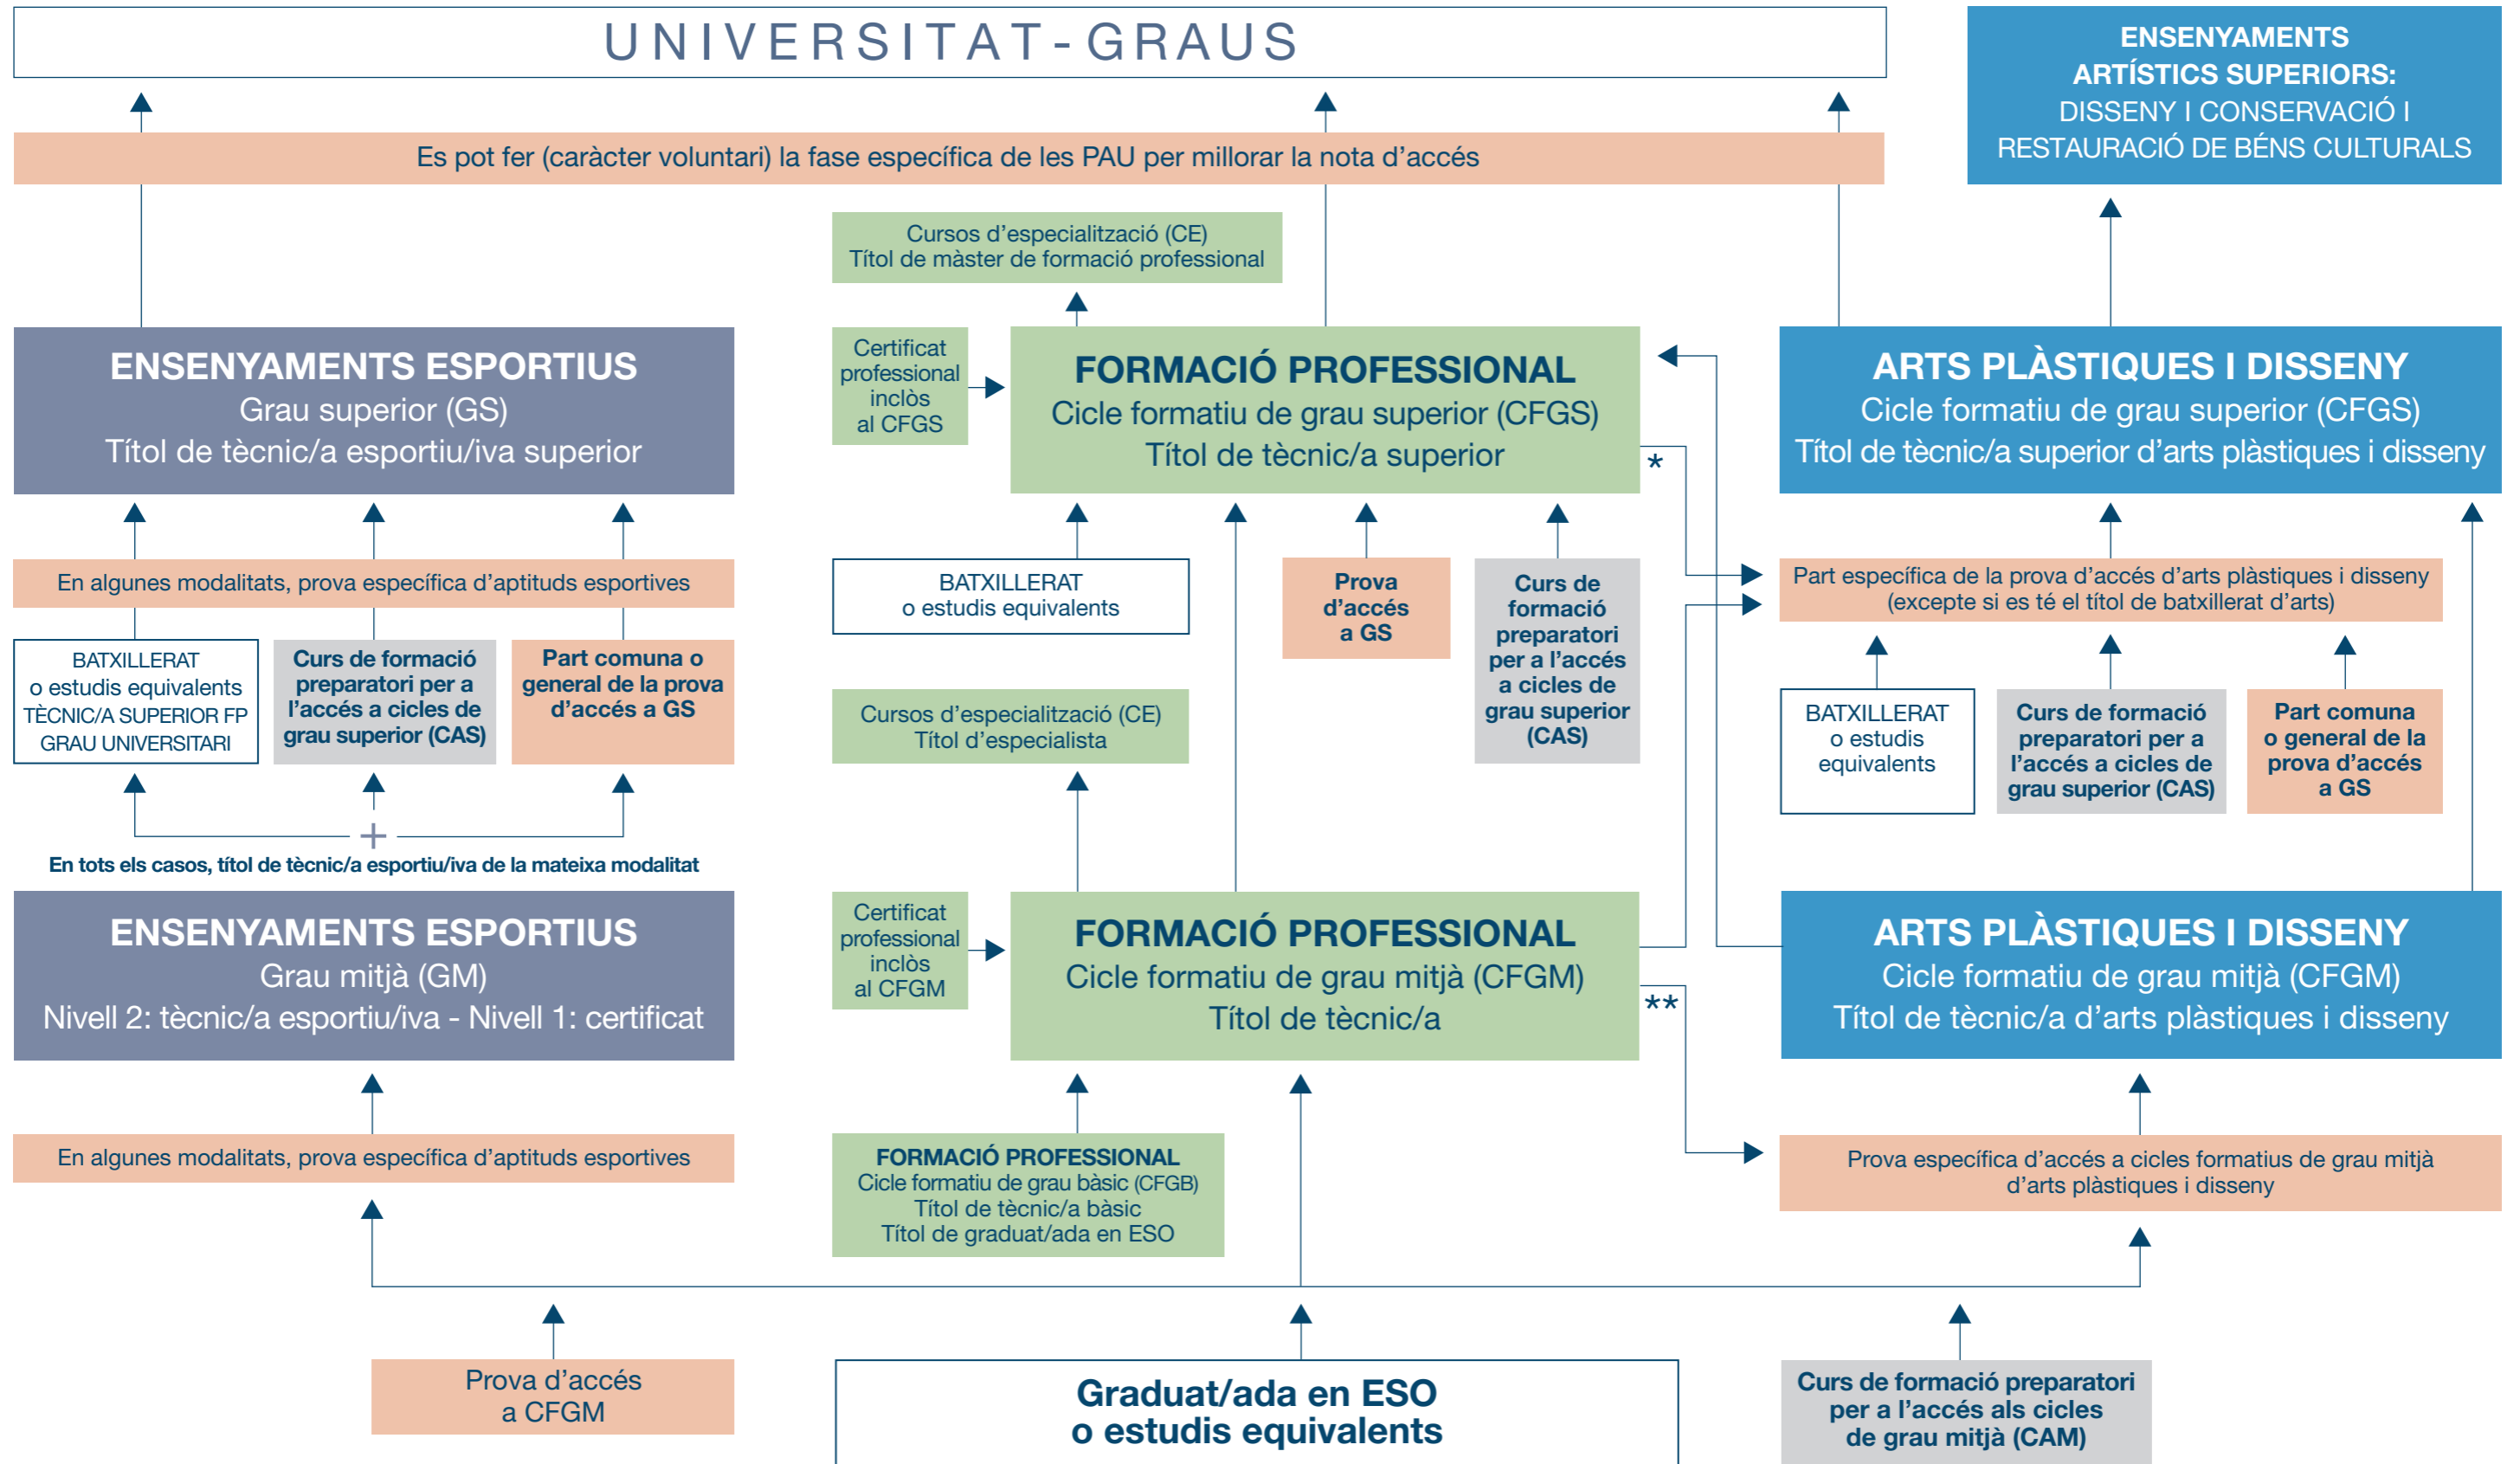 UNIVERSITAT-GRAUS
ENSENYAMENTS
ARTÍSTICS SUPERIORS:
DISSENY I CONSERVACIÓ I
RESTAURACIÓ DE BÉNS CULTURALS
Es pot fer (caràcter voluntari) la fase específica de les PAU per millorar la nota d’accés
Cursos d’especialització (CE)
Títol de màster de formació professional
ENSENYAMENTS ESPORTIUS
Grau superior (GS)
Títol de tècnic/a esportiu/iva superior
Certificat
professional
inclòs
al CFGS
FORMACIÓ PROFESSIONAL
Cicle formatiu de grau superior (CFGS)
Títol de tècnic/a superior
*
ARTS PLÀSTIQUES I DISSENY
Cicle formatiu de grau superior (CFGS)
Títol de tècnic/a superior d’arts plàstiques i disseny
En algunes modalitats, prova específica d’aptituds esportives
BATXILLERAT
o estudis equivalents
TÈCNIC/A SUPERIOR FP
GRAU UNIVERSITARI
Curs de formació
preparatori per a
l’accés a cicles de
grau superior (CAS)
Part comuna o
general de la prova
d’accés a GS
+
En tots els casos, títol de tècnic/a esportiu/iva de la mateixa modalitat
BATXILLERAT
o estudis equivalents
Prova
d’accés
a GS
Curs de
formació
preparatori
per a l’accés
a cicles de
grau superior
(CAS)
Cursos d’especialització (CE)
Títol d’especialista
Part específica de la prova d’accés d’arts plàstiques i disseny
(excepte si es té el títol de batxillerat d’arts)
BATXILLERAT
o estudis
equivalents
Curs de formació
preparatori per a
l’accés a cicles de
grau superior (CAS)
Part comuna
o general de la
prova d’accés
a GS
ENSENYAMENTS ESPORTIUS
Grau mitjà (GM)
Nivell 2: tècnic/a esportiu/iva - Nivell 1: certificat
Certificat
professional
inclòs
al CFGM
FORMACIÓ PROFESSIONAL
Cicle formatiu de grau mitjà (CFGM)
Títol de tècnic/a
**
ARTS PLÀSTIQUES I DISSENY
Cicle formatiu de grau mitjà (CFGM)
Títol de tècnic/a d’arts plàstiques i disseny
En algunes modalitats, prova específica d’aptituds esportives
FORMACIÓ PROFESSIONAL
Cicle formatiu de grau bàsic (CFGB)
Títol de tècnic/a bàsic
Títol de graduat/ada en ESO
Prova específica d’accés a cicles formatius de grau mitjà
d’arts plàstiques i disseny
Prova d’accés
a CFGM
Graduat/ada en ESO
o estudis equivalents
Curs de formació preparatori
per a l’accés als cicles
de grau mitjà (CAM)